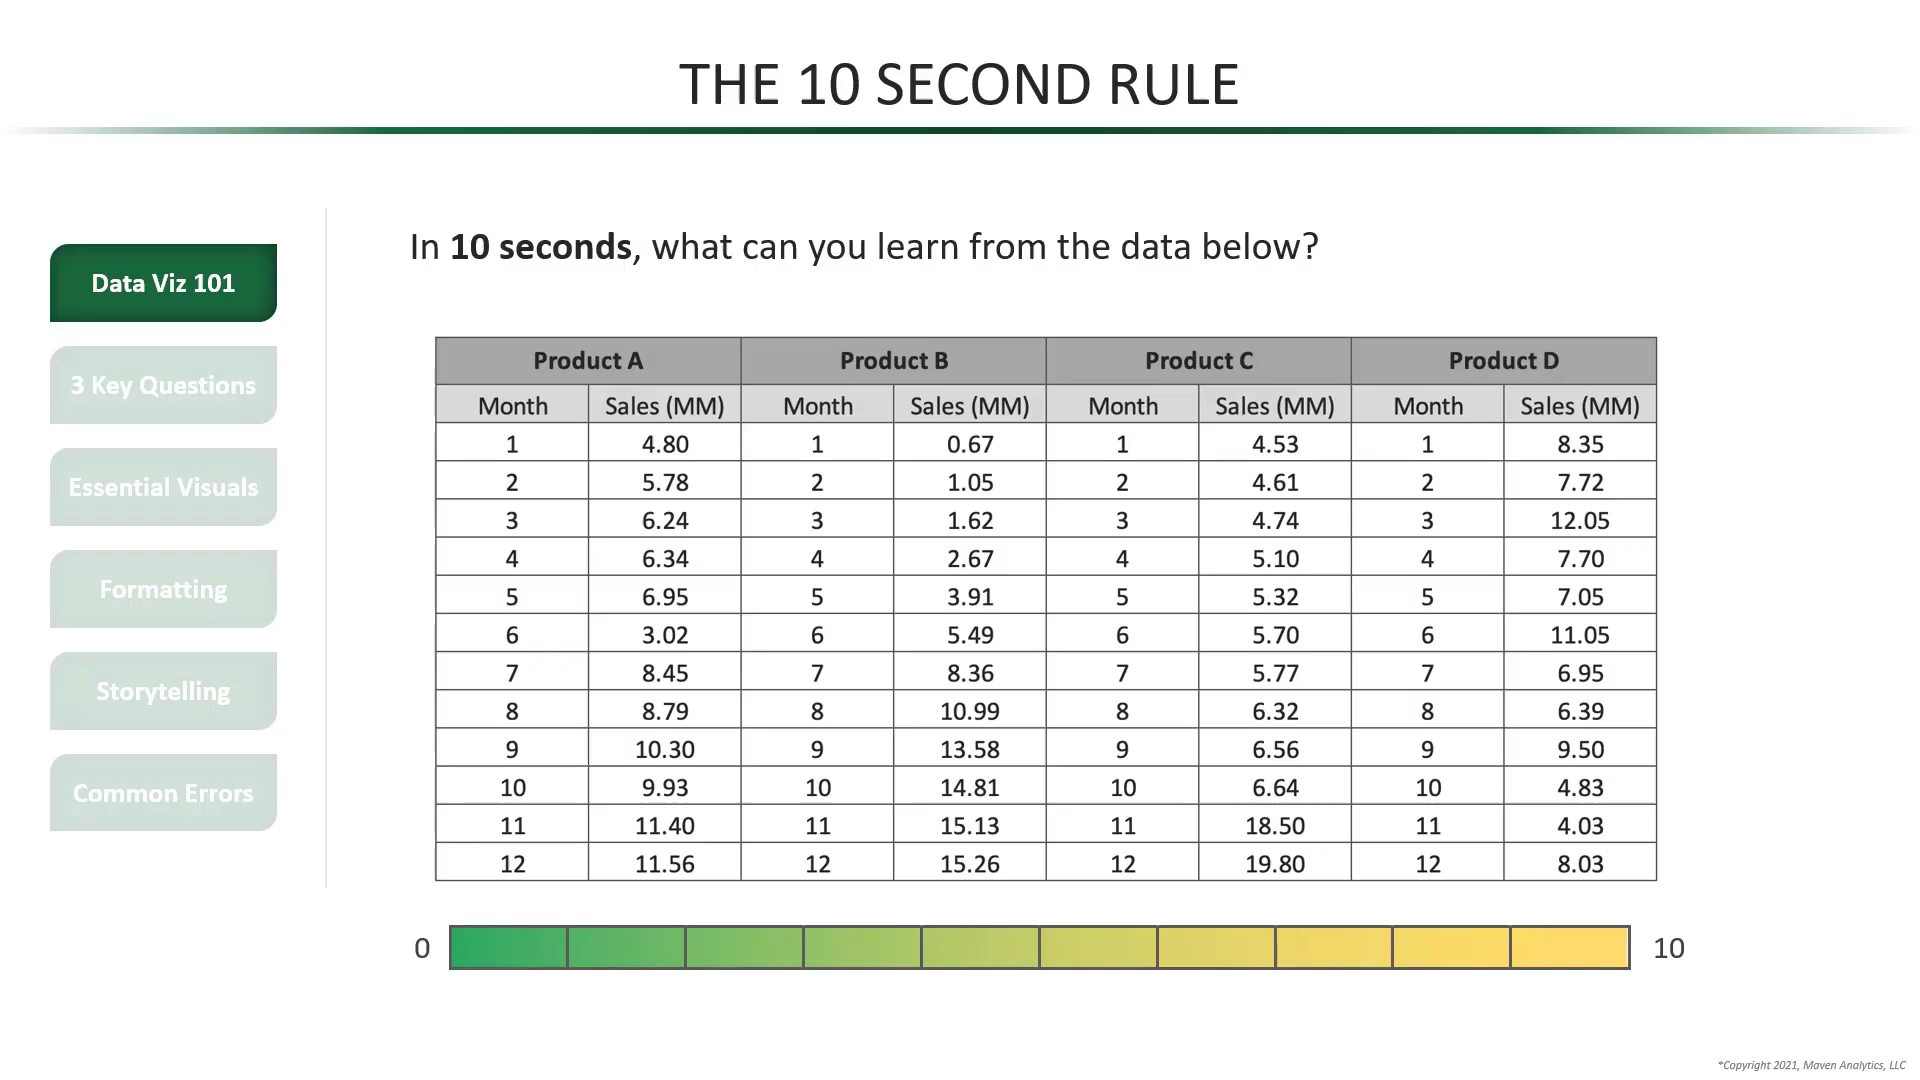 THE 10 SECOND RULE
Data Viz 101
3 Key Questions
Essential Visuals
Formatting
Storytelling
Common Errors
In 10 seconds, what can you learn from the data below?
Product A Product B Product C Product D
Month Sales (MM) Month Sales (MM) Month Sales (MM) Month Sales (MM)
1 4.80 1 0.67 1 4.53 1 8.35
2 5.78 2 1.05 2 4.61 2 7.72
3 6.24 3 1.62 3 4.74 3 12.05
4 6.34 4 2.67 4 5.10 4 7.70
5 6.95 5 3.91 5 5.32 5 7.05
6 3.02 6 5.49 6 5.70 6 11.05
7 8.45 7 8.36 7 5.77 7 6.95
8 8.79 8 10.99 8 6.32 8 6.39
9 10.30 9 13.58 9 6.56 9 9.50
10 9.93 10 14.81 10 6.64 10 4.83
11 11.40 11 15.13 11 18.50 11 4.03
12 11.56 12 15.26 12 19.80 12 8.03
0 10
*Copyright 2021, Maven Analytics, LLC